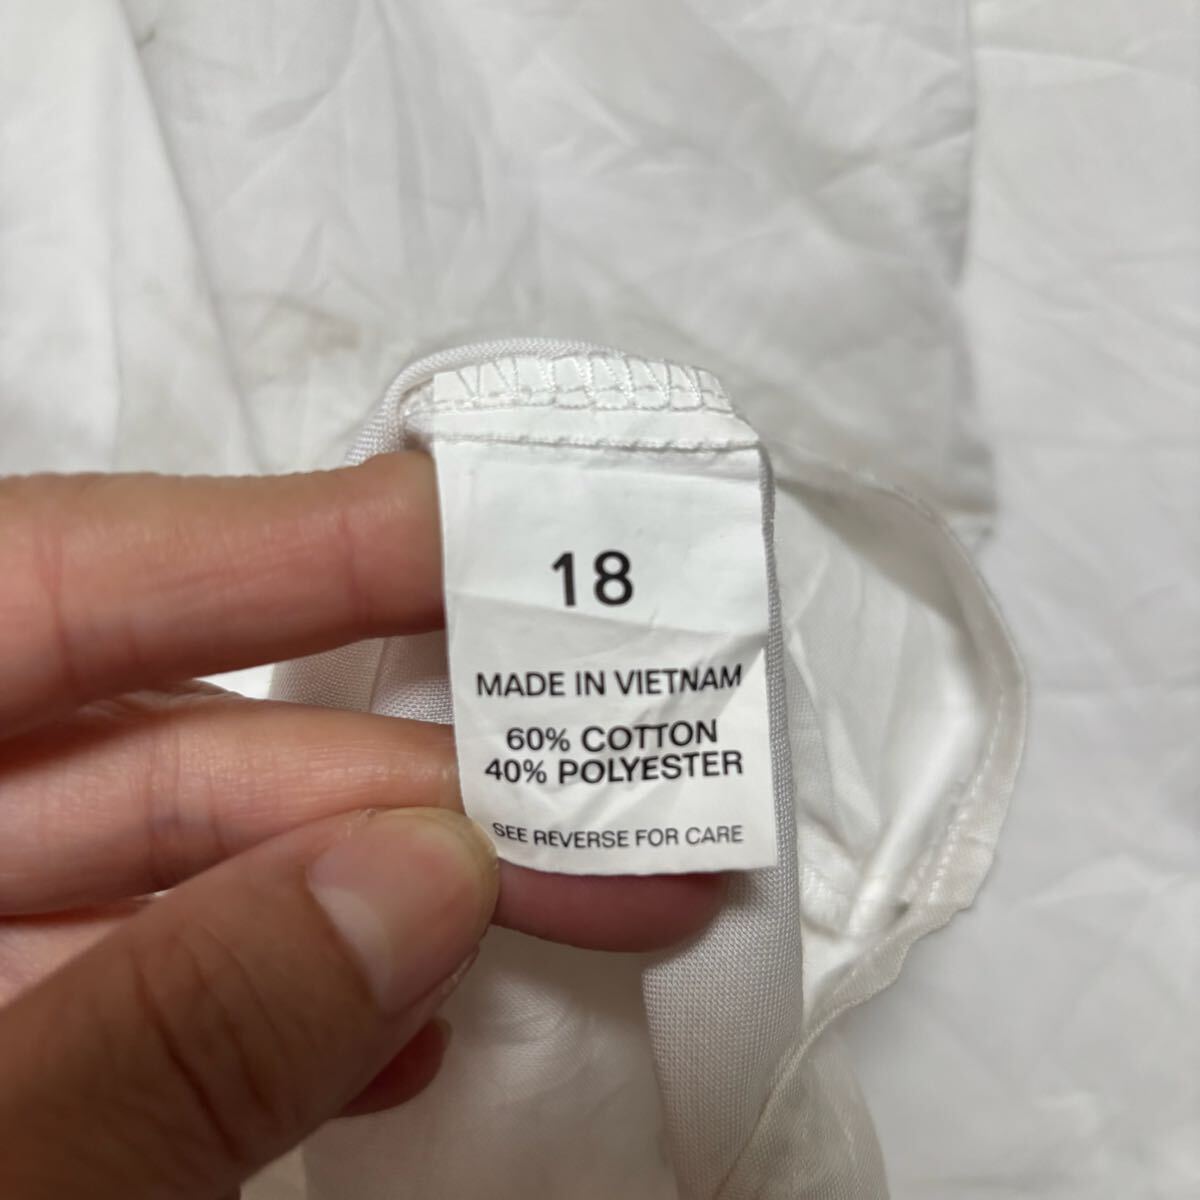 18
MADE IN VIETNAM
60% COTTON
40% POLYESTER
SEE REVERSE FOR CARE